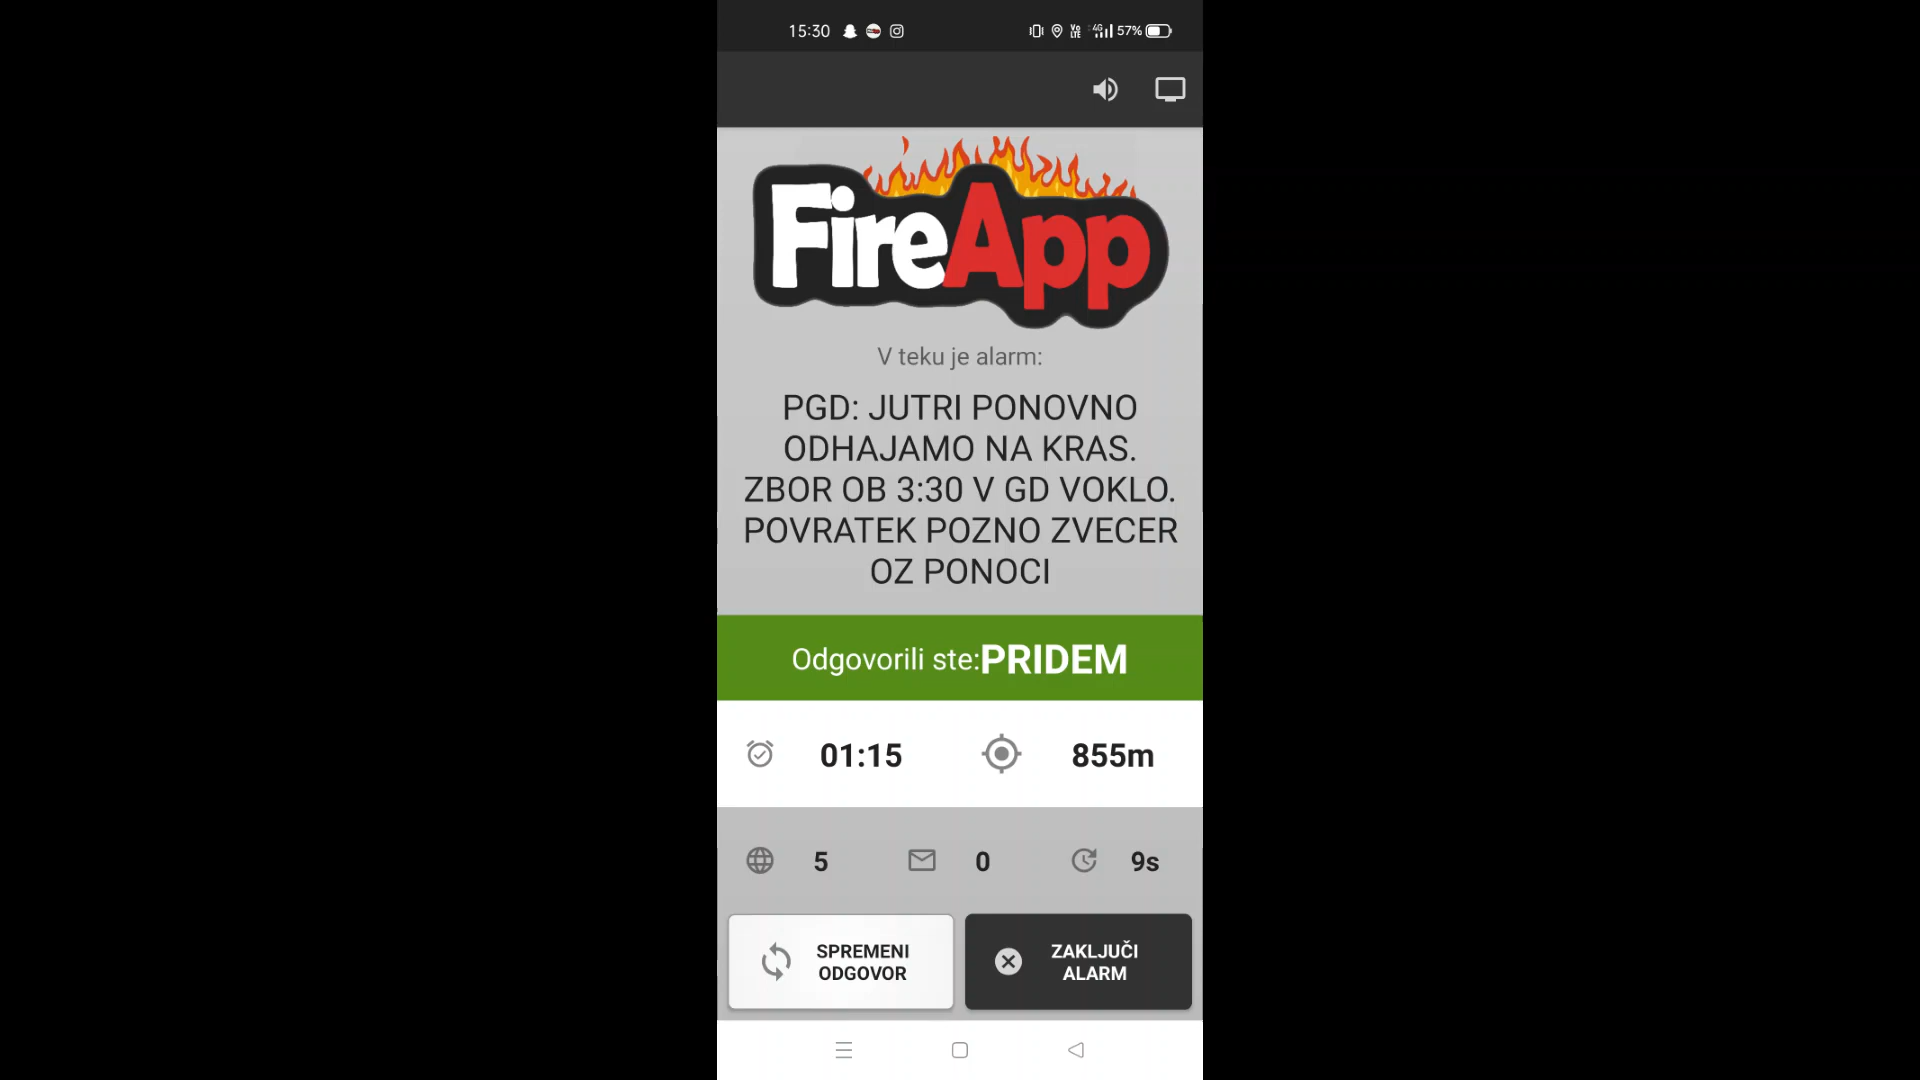 15:30 57%
FireApp
V teku je alarm:
PGD: JUTRI PONOVNO
ODHAJAMO NA KRAS.
ZBOR OB 3:30 V GD VOKLO.
POVRATEK POZNO ZVECER
OZ PONOCI
Odgovorili ste:PRIDEM
01:15 855m
5 0 9s
SPREMENI
ODGOVOR
ZAKLJUČI
ALARM